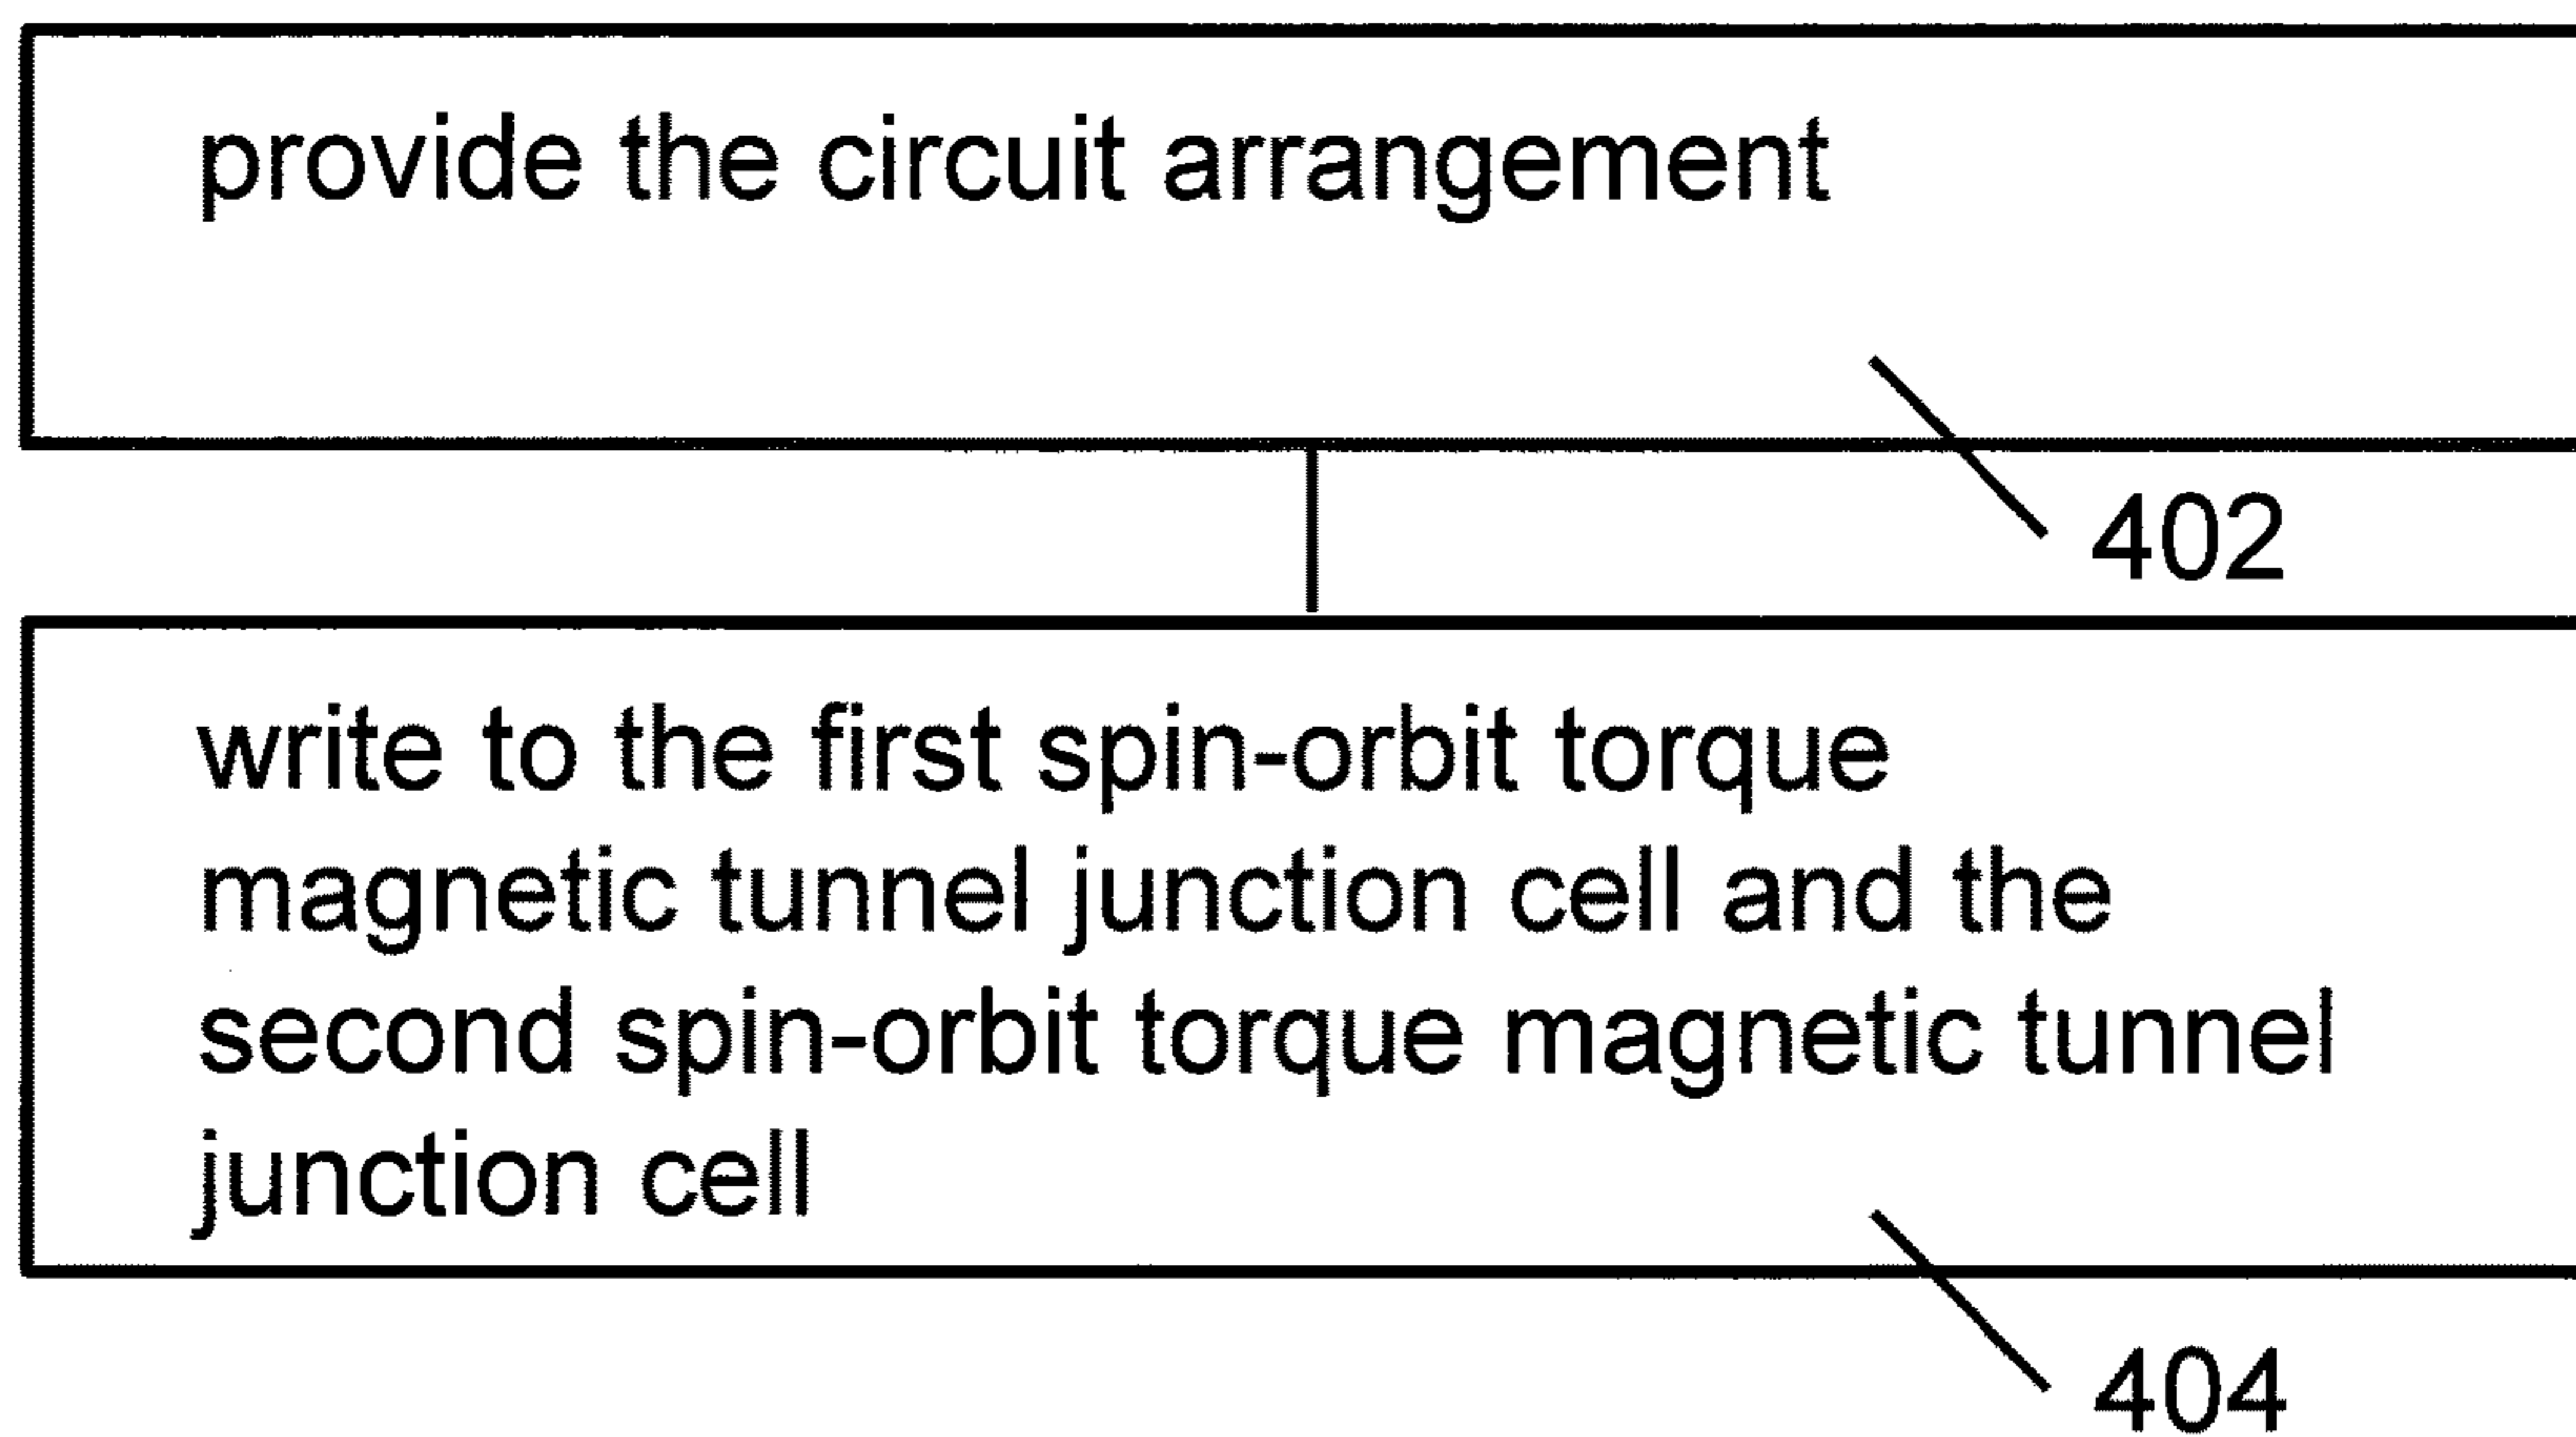 provide the circuit arrangement
402
write to the first spin-orbit torque
magnetic tunnel junction cell and the
second spin-orbit torque magnetic tunnel
junction cell
404